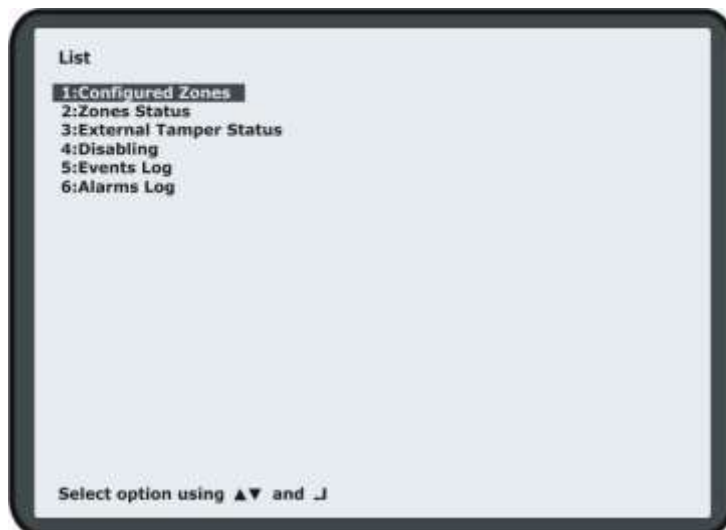 List
1:Configured Zones
2:Zones Status
3:External Tamper Status
4:Disabling
5:Events Log
6:Alarms Log
Select option using ▲▼ and ↵